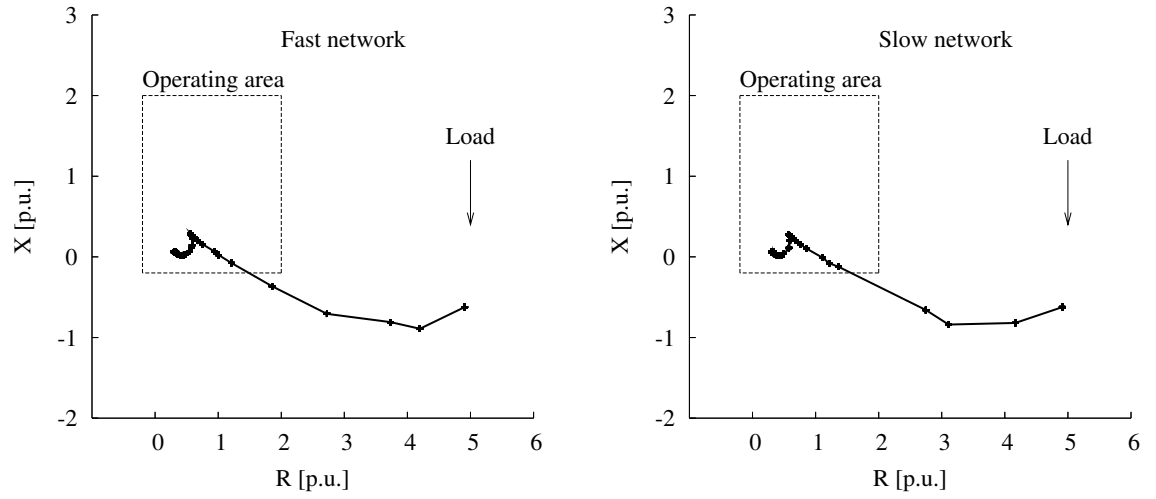 Fast network
Operating area
Load
X [p.u.]
3
2
1
0
-1
-2
0 1 2 3 4 5 6
R [p.u.]
Slow network
Operating area
Load
X [p.u.]
3
2
1
0
-1
-2
0 1 2 3 4 5 6
R [p.u.]